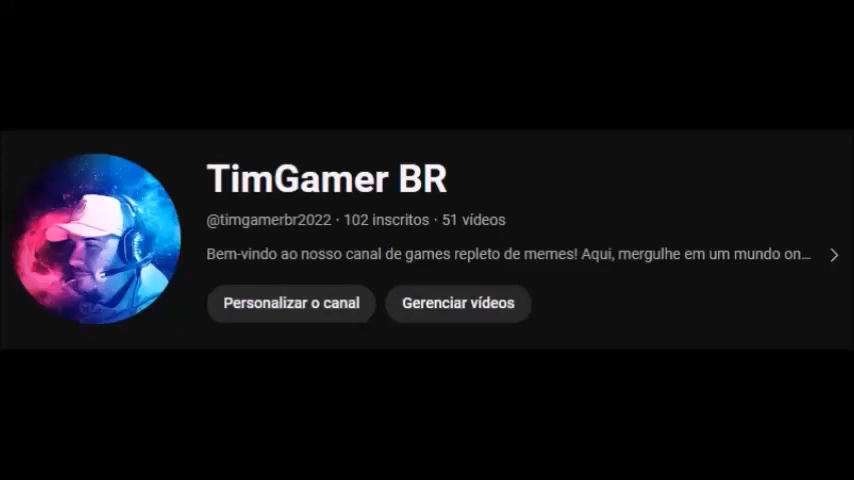 TimGamer BR
@timgamerbr2022 · 102 inscritos · 51 vídeos
Bem-vindo ao nosso canal de games repleto de memes! Aqui, mergulhe em um mundo on...
Personalizar o canal Gerenciar vídeos